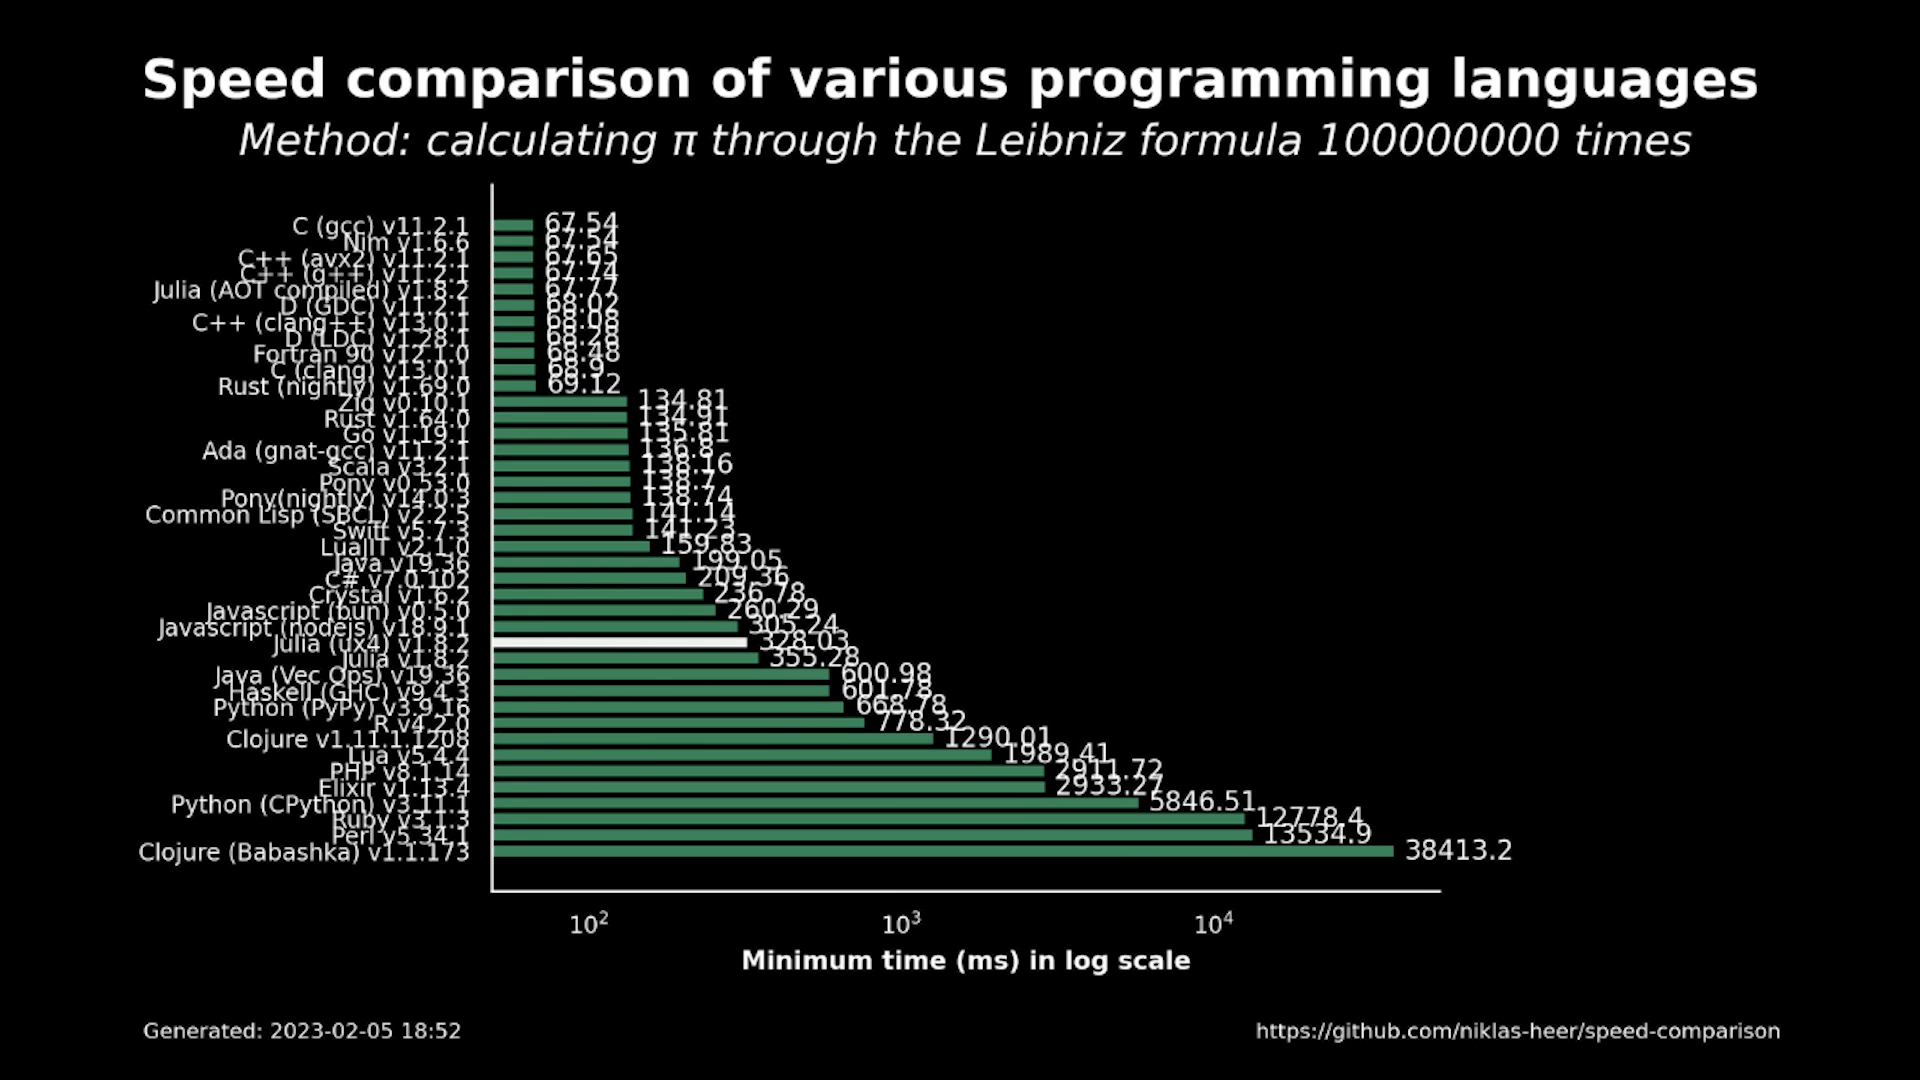 Speed comparison of various programming languages
Method: calculating π through the Leibniz formula 100000000 times
C (gcc) v11.2.1 67.54
Nim v1.6.6 67.54
C++ (avx2) v11.2.1 67.65
C++ (g++) v11.2.1 67.74
Julia (AOT compiled) v1.8.2 67.77
D (GDC) v11.2.1 68.02
C++ (clang++) v13.0.1 68.08
D (LDC) v1.28.1 68.28
Fortran 90 v12.1.0 68.48
C (clang) v13.0.1 68.9
Rust (nightly) v1.69.0 69.12
Zig v0.10.1 134.81
Rust v1.64.0 134.91
Go v1.19.1 135.81
Ada (gnat-gcc) v11.2.1 136.8
Scala v3.2.1 138.16
Pony v0.53.0 138.7
Pony(nightly) v14.0.3 138.74
Common Lisp (SBCL) v2.2.5 141.14
Swift v5.7.3 141.23
LuaJIT v2.1.0 159.83
Java v19.36 199.05
C# v7.0.102 209.36
Crystal v1.6.2 236.78
Javascript (bun) v0.5.0 260.29
Javascript (nodejs) v18.9.1 305.24
Julia (ux4) v1.8.2 328.03
Julia v1.8.2 355.28
Java (Vec Ops) v19.36 600.98
Haskell (GHC) v9.4.3 601.78
Python (PyPy) v3.9.16 668.78
R v4.2.0 778.32
Clojure v1.11.1.1208 1290.01
Lua v5.4.4 1989.41
PHP v8.1.14 2911.72
Elixir v1.13.4 2933.27
Python (CPython) v3.11.1 5846.51
Ruby v3.1.3 12778.4
Perl v5.34.1 13534.9
Clojure (Babashka) v1.1.173 38413.2
10² 10³ 10⁴
Minimum time (ms) in log scale
Generated: 2023-02-05 18:52
https://github.com/niklas-heer/speed-comparison